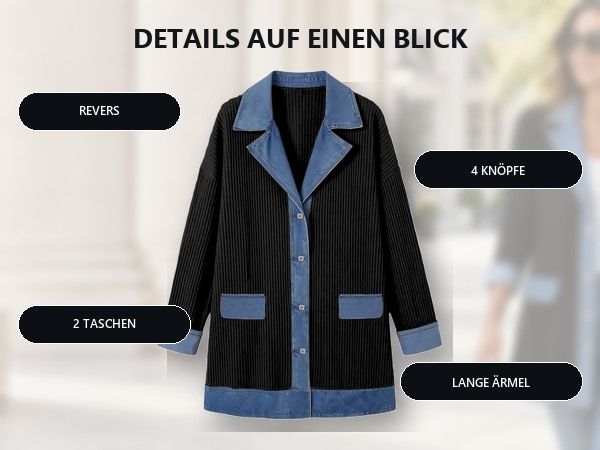 DETAILS AUF EINEN BLICK
REVERS
4 KNÖPFE
2 TASCHEN
LANGE ÄRMEL